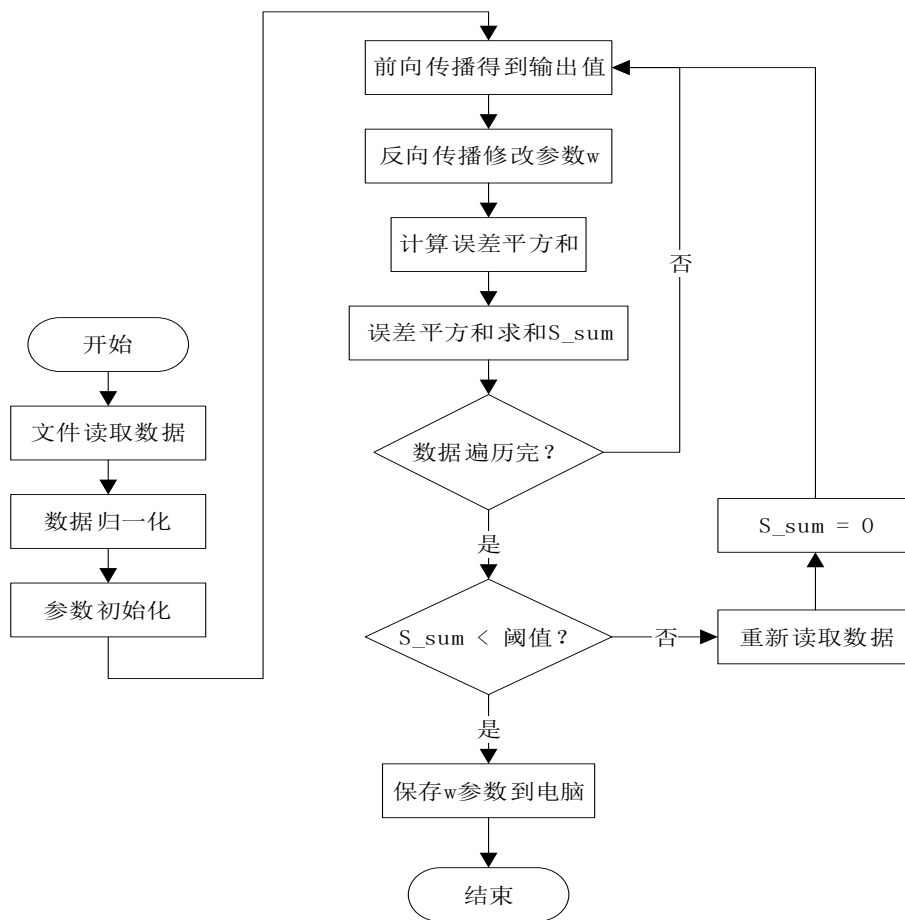 开始
文件读取数据
数据归一化
参数初始化
前向传播得到输出值
反向传播修改参数w
计算误差平方和
误差平方和求和S_sum
数据遍历完？
否
是
S_sum < 阈值？
否
重新读取数据
S_sum = 0
是
保存w参数到电脑
结束